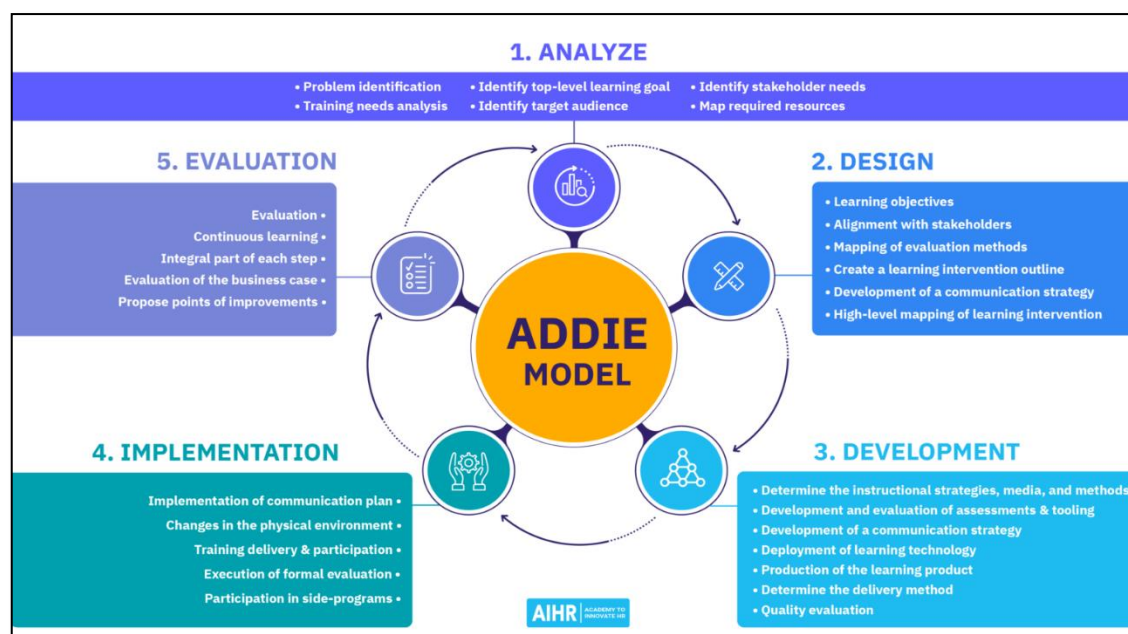 1. ANALYZE
• Problem identification • Identify top-level learning goal • Identify stakeholder needs
• Training needs analysis • Identify target audience • Map required resources
5. EVALUATION
Evaluation •
Continuous learning •
Integral part of each step •
Evaluation of the business case •
Propose points of improvements •
2. DESIGN
• Learning objectives
• Alignment with stakeholders
• Mapping of evaluation methods
• Create a learning intervention outline
• Development of a communication strategy
• High-level mapping of learning intervention
ADDIE
MODEL
4. IMPLEMENTATION
Implementation of communication plan •
Changes in the physical environment •
Training delivery & participation •
Execution of formal evaluation •
Participation in side-programs •
3. DEVELOPMENT
• Determine the instructional strategies, media, and methods
• Development and evaluation of assessments & tooling
• Development of a communication strategy
• Deployment of learning technology
• Production of the learning product
• Determine the delivery method
• Quality evaluation
AIHR
ACADEMY TO
INNOVATE HR